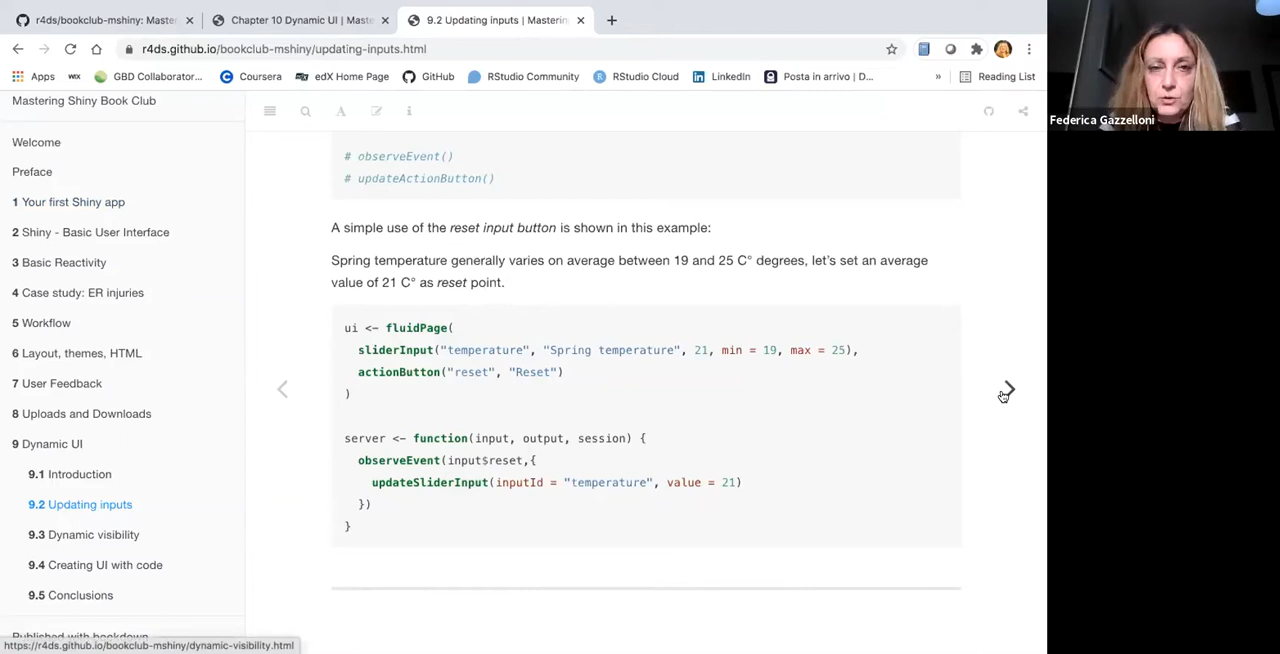 r4ds/bookclub-mshiny: Master
Chapter 10 Dynamic UI | Maste
9.2 Updating inputs | Masterin
r4ds.github.io/bookclub-mshiny/updating-inputs.html
Apps
WIX
GBD Collaborator...
Coursera
edX Home Page
GitHub
RStudio Community
RStudio Cloud
LinkedIn
Posta in arrivo | D...
»
Reading List
Mastering Shiny Book Club
Welcome
Preface
1 Your first Shiny app
2 Shiny - Basic User Interface
3 Basic Reactivity
4 Case study: ER injuries
5 Workflow
6 Layout, themes, HTML
7 User Feedback
8 Uploads and Downloads
9 Dynamic UI
9.1 Introduction
9.2 Updating inputs
9.3 Dynamic visibility
9.4 Creating UI with code
9.5 Conclusions
Published with bookdown
https://r4ds.github.io/bookclub-mshiny/dynamic-visibility.html
# observeEvent()
# updateActionButton()
A simple use of the reset input button is shown in this example:
Spring temperature generally varies on average between 19 and 25 C° degrees, let's set an average
value of 21 C° as reset point.
ui <- fluidPage(
sliderInput("temperature", "Spring temperature", 21, min = 19, max = 25),
actionButton("reset", "Reset")
)
server <- function(input, output, session) {
observeEvent(input$reset,{
updateSliderInput(inputId = "temperature", value = 21)
})
}
Federica Gazzelloni